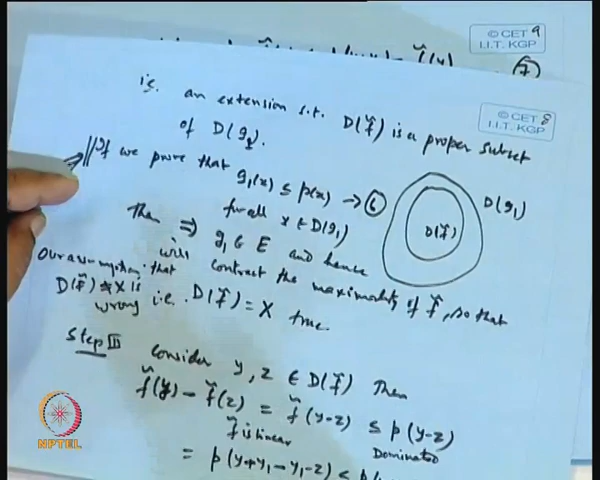 © CET 9
I.I.T. KGP
7
© CET 8
I.I.T. KGP
i.e. an extension s.t. D(f̃) is a proper subset
of D(g₁).
If we prove that
g₁(x) ≤ p(x) → 6
for all x ∈ D(g₁)
D(g₁)
D(f̃)
then ⇒ g₁ ∈ E and hence
will contract the maximality of f̃, so that
Our assumption that
D(f̃) ≠ X is
wrong i.e. D(f̃) = X true
Step III Consider y, z ∈ D(f̃) Then
f̃(y) - f̃(z) = f̃(y-z) ≤ p(y-z)
f̃ is linear Dominated
= p(y+y₁-y₁-z) ≤
NPTEL